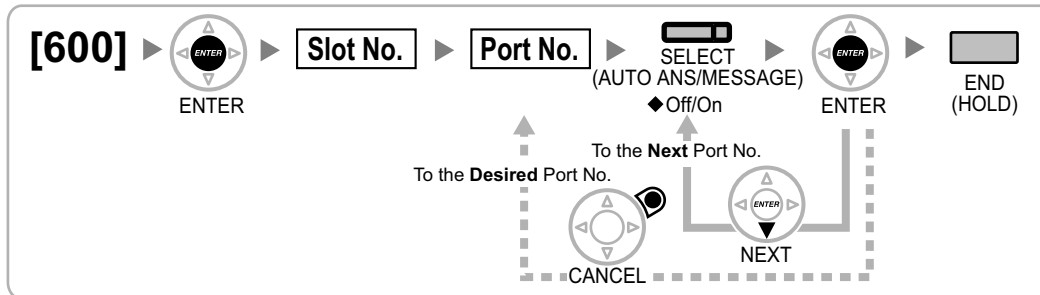 [600]
ENTER
ENTER
Slot No.
Port No.
SELECT
(AUTO ANS/MESSAGE)
◆Off/On
ENTER
ENTER
END
(HOLD)
To the Next Port No.
To the Desired Port No.
ENTER
NEXT
CANCEL